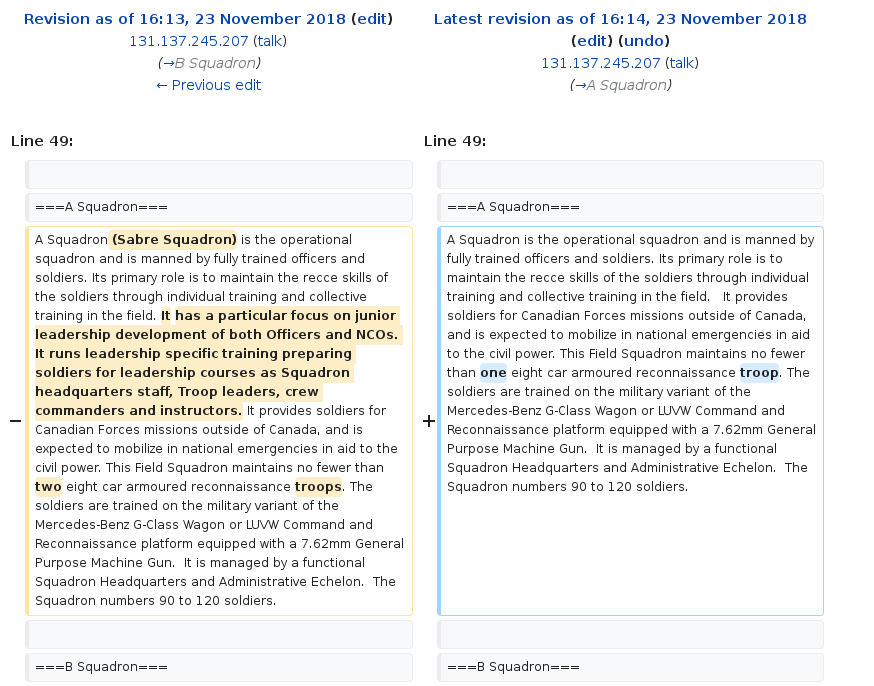 Revision as of 16:13, 23 November 2018 (edit)
131.137.245.207 (talk)
(→B Squadron)
← Previous edit
Latest revision as of 16:14, 23 November 2018
(edit) (undo)
131.137.245.207 (talk)
(→A Squadron)
Line 49:
Line 49:
===A Squadron===
===A Squadron===
−
A Squadron (Sabre Squadron) is the operational
squadron and is manned by fully trained officers and
soldiers. Its primary role is to maintain the recce skills of
the soldiers through individual training and collective
training in the field. It has a particular focus on junior
leadership development of both Officers and NCOs.
It runs leadership specific training preparing
soldiers for leadership courses as Squadron
headquarters staff, Troop leaders, crew
commanders and instructors. It provides soldiers for
Canadian Forces missions outside of Canada, and is
expected to mobilize in national emergencies in aid to the
civil power. This Field Squadron maintains no fewer than
two eight car armoured reconnaissance troops. The
soldiers are trained on the military variant of the
Mercedes-Benz G-Class Wagon or LUVW Command and
Reconnaissance platform equipped with a 7.62mm General
Purpose Machine Gun.  It is managed by a functional
Squadron Headquarters and Administrative Echelon.  The
Squadron numbers 90 to 120 soldiers.
+
A Squadron is the operational squadron and is manned by
fully trained officers and soldiers. Its primary role is to
maintain the recce skills of the soldiers through individual
training and collective training in the field.   It provides
soldiers for Canadian Forces missions outside of Canada,
and is expected to mobilize in national emergencies in aid
to the civil power. This Field Squadron maintains no fewer
than one eight car armoured reconnaissance troop. The
soldiers are trained on the military variant of the
Mercedes-Benz G-Class Wagon or LUVW Command and
Reconnaissance platform equipped with a 7.62mm General
Purpose Machine Gun.  It is managed by a functional
Squadron Headquarters and Administrative Echelon.  The
Squadron numbers 90 to 120 soldiers.
===B Squadron===
===B Squadron===